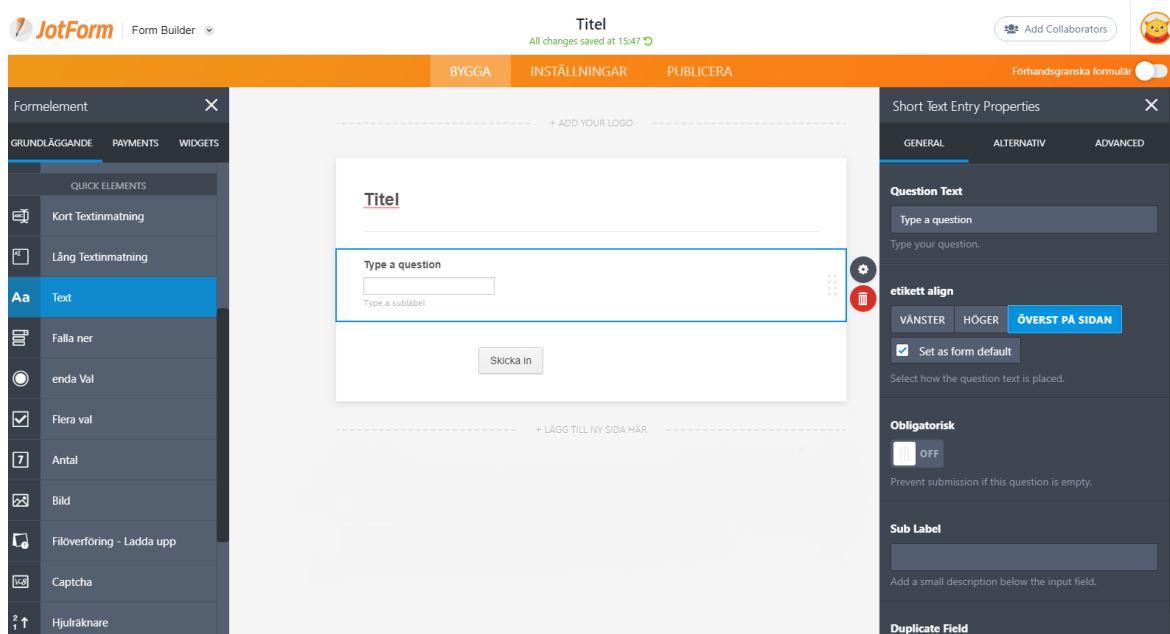 JotForm
Form Builder
Titel
All changes saved at 15:47
Add Collaborators
BYGGA
INSTÄLLNINGAR
PUBLICERA
Förhandsgranska formulär
Formelement
GRUNDLÄGGANDE
PAYMENTS
WIDGETS
QUICK ELEMENTS
Kort Textinmatning
Lång Textinmatning
Aa Text
Falla ner
enda Val
Flera val
7 Antal
Bild
Filöverföring - Ladda upp
Captcha
Hjulräknare
+ ADD YOUR LOGO
Titel
Type a question
Type a sublabel
Skicka in
+ LÄGG TILL NY SIDA HÄR
Short Text Entry Properties
GENERAL
ALTERNATIV
ADVANCED
Question Text
Type a question
Type your question.
etikett align
VÄNSTER
HÖGER
ÖVERST PÅ SIDAN
Set as form default
Select how the question text is placed.
Obligatorisk
OFF
Prevent submission if this question is empty.
Sub Label
Add a small description below the input field.
Duplicate Field